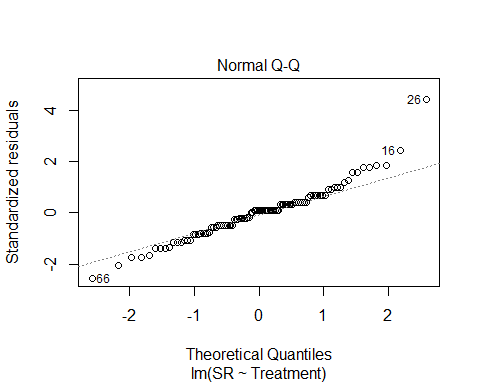 Normal Q-Q
Standardized residuals
4
2
0
-2
26
16
66
-2 -1 0 1 2
Theoretical Quantiles
lm(SR ~ Treatment)